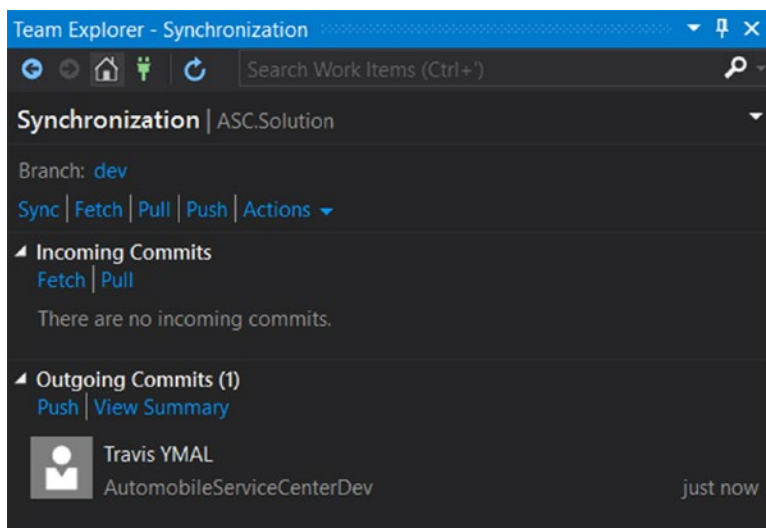 Team Explorer - Synchronization
Search Work Items (Ctrl+')
Synchronization | ASC.Solution
Branch: dev
Sync | Fetch | Pull | Push | Actions
Incoming Commits
Fetch | Pull
There are no incoming commits.
Outgoing Commits (1)
Push | View Summary
Travis YMAL
AutomobileServiceCenterDev just now